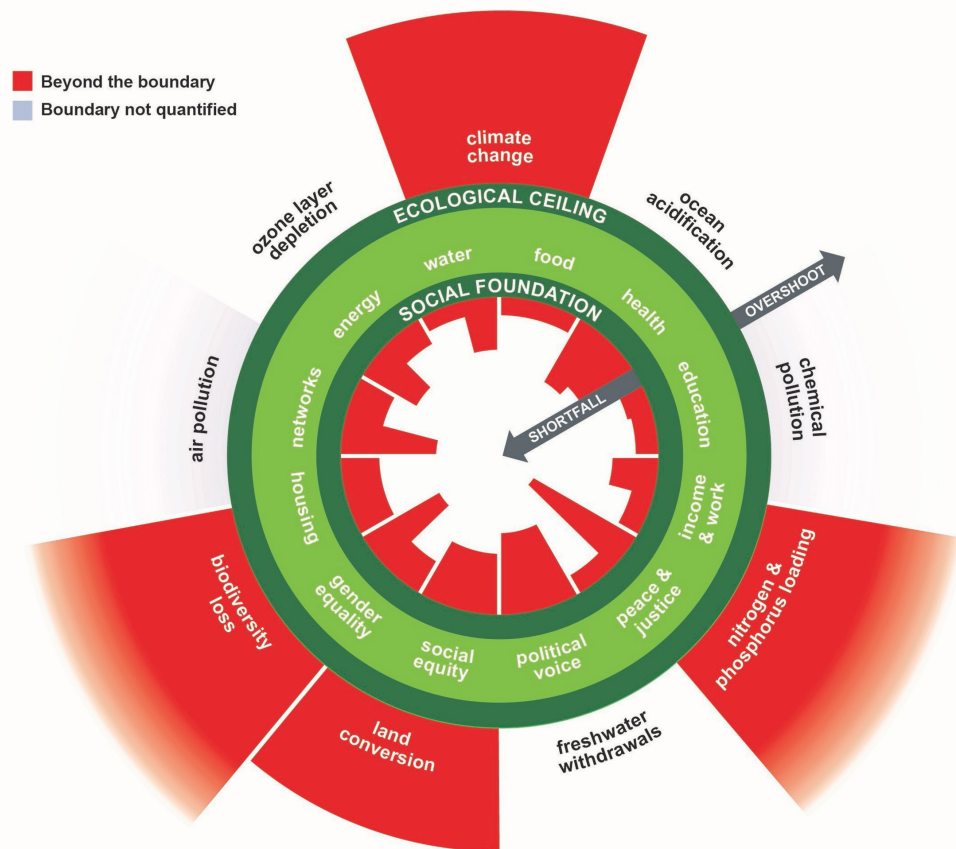 Beyond the boundary
Boundary not quantified
climate
change
ECOLOGICAL CEILING
ozone layer
depletion
ocean
acidification
water
food
SOCIAL FOUNDATION
energy
health
OVERSHOOT
air pollution
networks
SHORTFALL
education
chemical
pollution
housing
income
& work
biodiversity
loss
gender
equality
social
equity
political
voice
peace &
justice
nitrogen &
phosphorus loading
land
conversion
freshwater
withdrawals